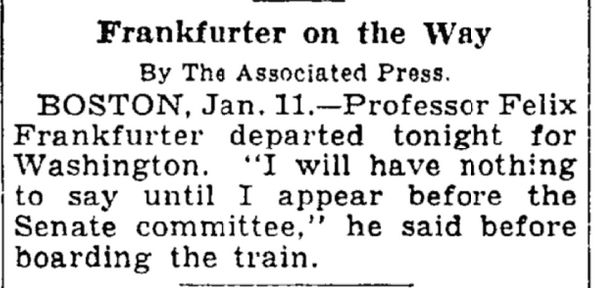 Frankfurter on the Way
By The Associated Press.
BOSTON, Jan. 11.—Professor Felix
Frankfurter departed tonight for
Washington. "I will have nothing
to say until I appear before the
Senate committee," he said before
boarding the train.